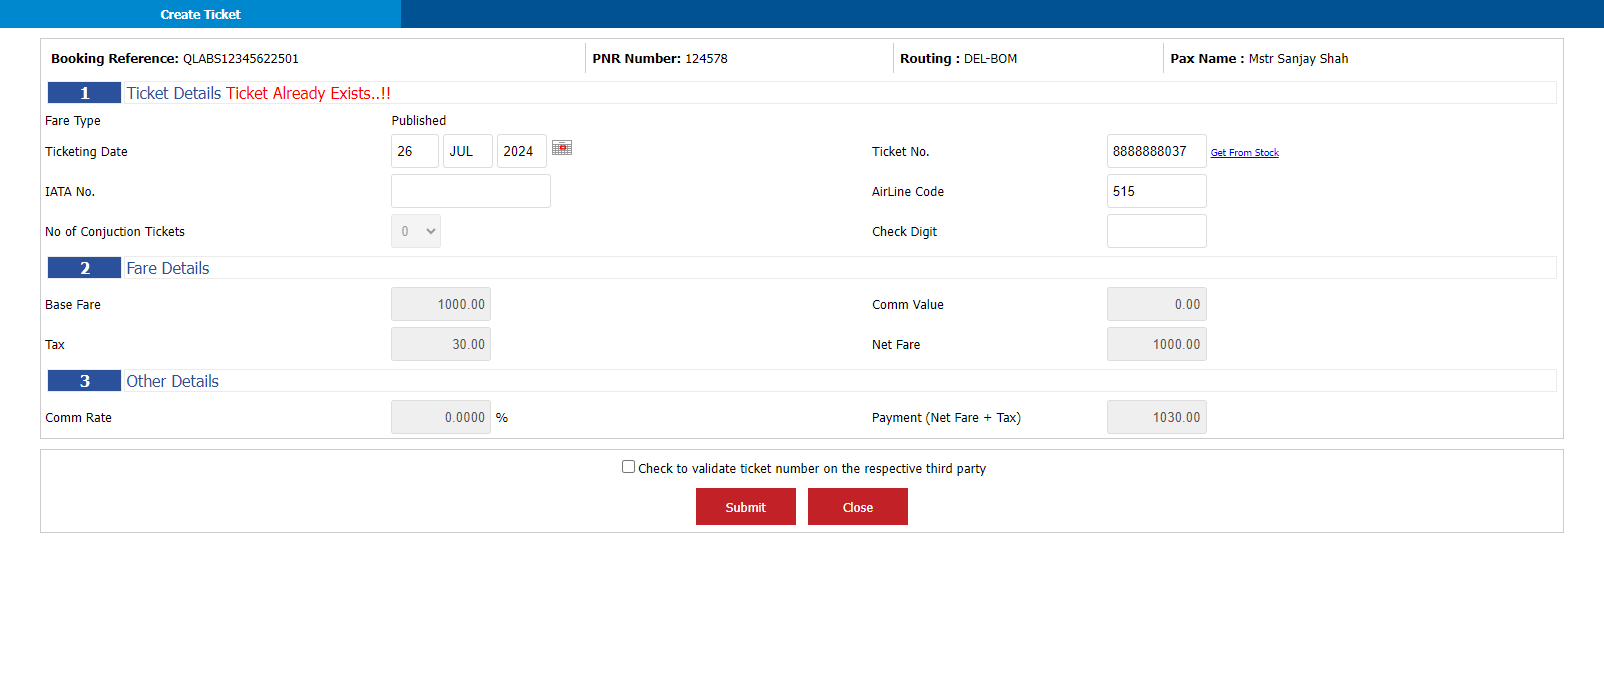 Create Ticket
Booking Reference: QLABS12345622501 PNR Number: 124578 Routing : DEL-BOM Pax Name : Mstr Sanjay Shah
1 Ticket Details Ticket Already Exists..!!
Fare Type Published
Ticketing Date 26 JUL 2024 Ticket No. 8888888037 Get From Stock
IATA No. AirLine Code 515
No of Conjuction Tickets 0 Check Digit
2 Fare Details
Base Fare 1000.00 Comm Value 0.00
Tax 30.00 Net Fare 1000.00
3 Other Details
Comm Rate 0.0000 % Payment (Net Fare + Tax) 1030.00
Check to validate ticket number on the respective third party
Submit Close